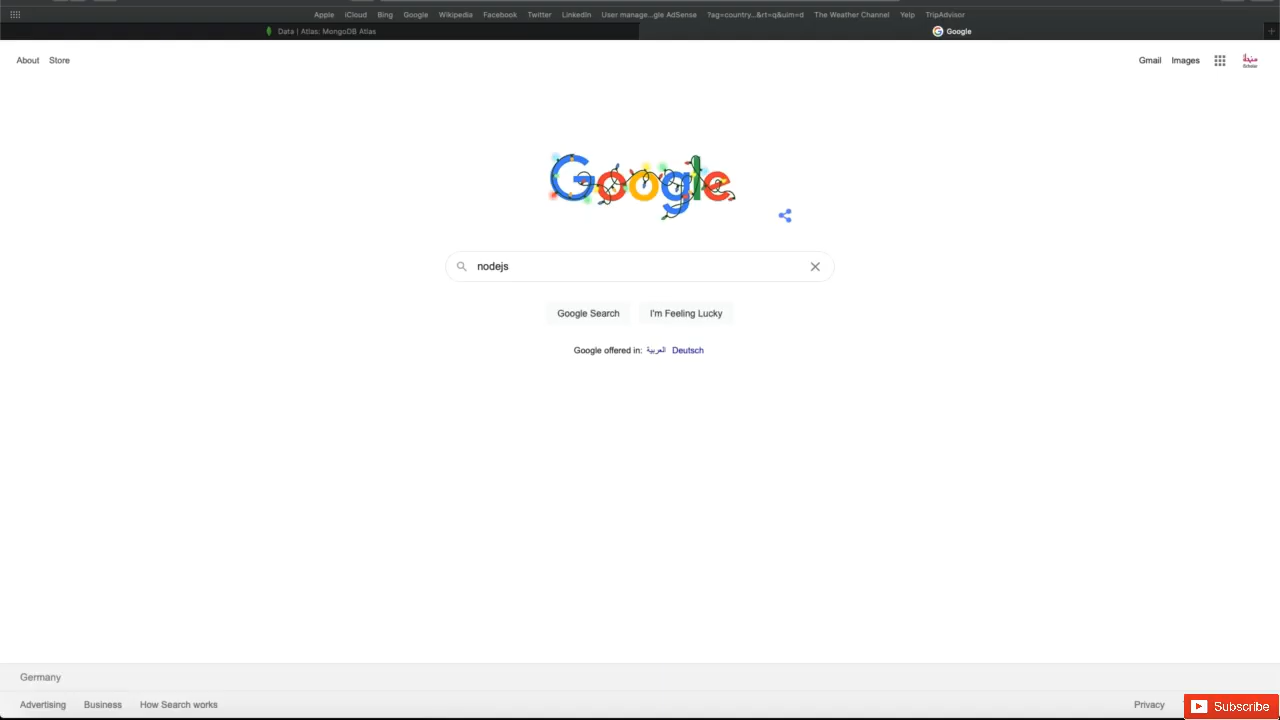 Apple iCloud Bing Google Wikipedia Facebook Twitter LinkedIn User manage...gle AdSense ?tag=country...&rt=q&uim=d The Weather Channel Yelp TripAdvisor
Data | Atlas: MongoDB Atlas Google
About Store Gmail Images
Google
nodejs
Google Search I'm Feeling Lucky
Google offered in: العربية Deutsch
Germany
Advertising Business How Search works Privacy Subscribe